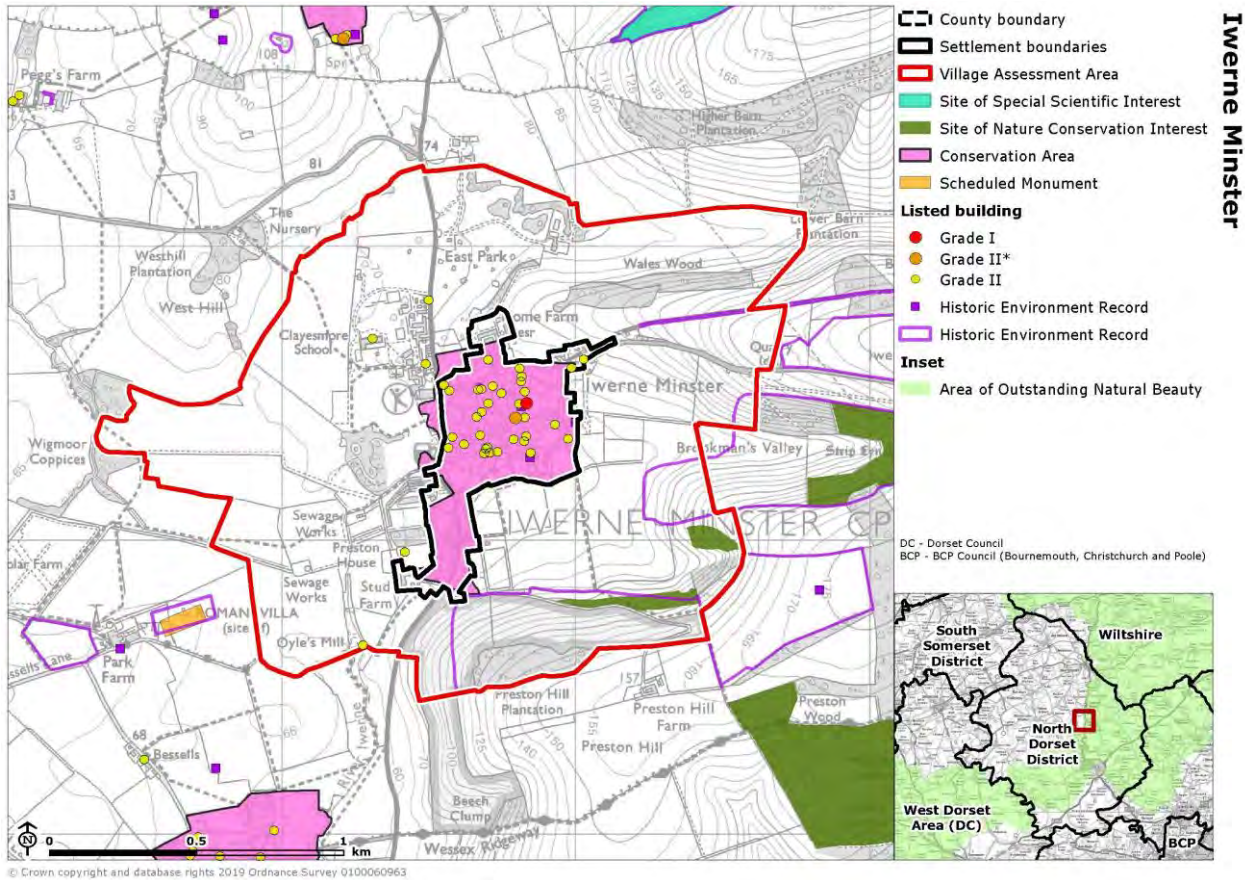 Iwerne Minster
County boundary
Settlement boundaries
Village Assessment Area
Site of Special Scientific Interest
Site of Nature Conservation Interest
Conservation Area
Scheduled Monument
Listed building
Grade I
Grade II*
Grade II
Historic Environment Record
Historic Environment Record
Inset
Area of Outstanding Natural Beauty
DC - Dorset Council
BCP - BCP Council (Bournemouth, Christchurch and Poole)
South
Somerset
District
Wiltshire
North
Dorset
District
West Dorset
Area (DC)
BCP
Pegg's Farm
108
Higher Barn
Plantation
175
165
155
81
74
The
Nursery
Westhill
Plantation
80
West Hill
East Park
Wales Wood
Plantation
Clayesmore
School
Iwerne Minster
Wigmoor
Coppices
Brookman's Valley
IWERNE MINSTER CP
Sewage
Works
Preston
House
Sewage
Works
Stud
Farm
(site of)
Oyle's Mill
Park
Farm
Preston Hill
Plantation
157
Preston Hill
Farm
Preston
Wood
Preston Hill
68
Bessells
Beech
Clump
Wessex Ridgeway
N
0
0.5
1
km
© Crown copyright and database rights 2019 Ordnance Survey 0100060963